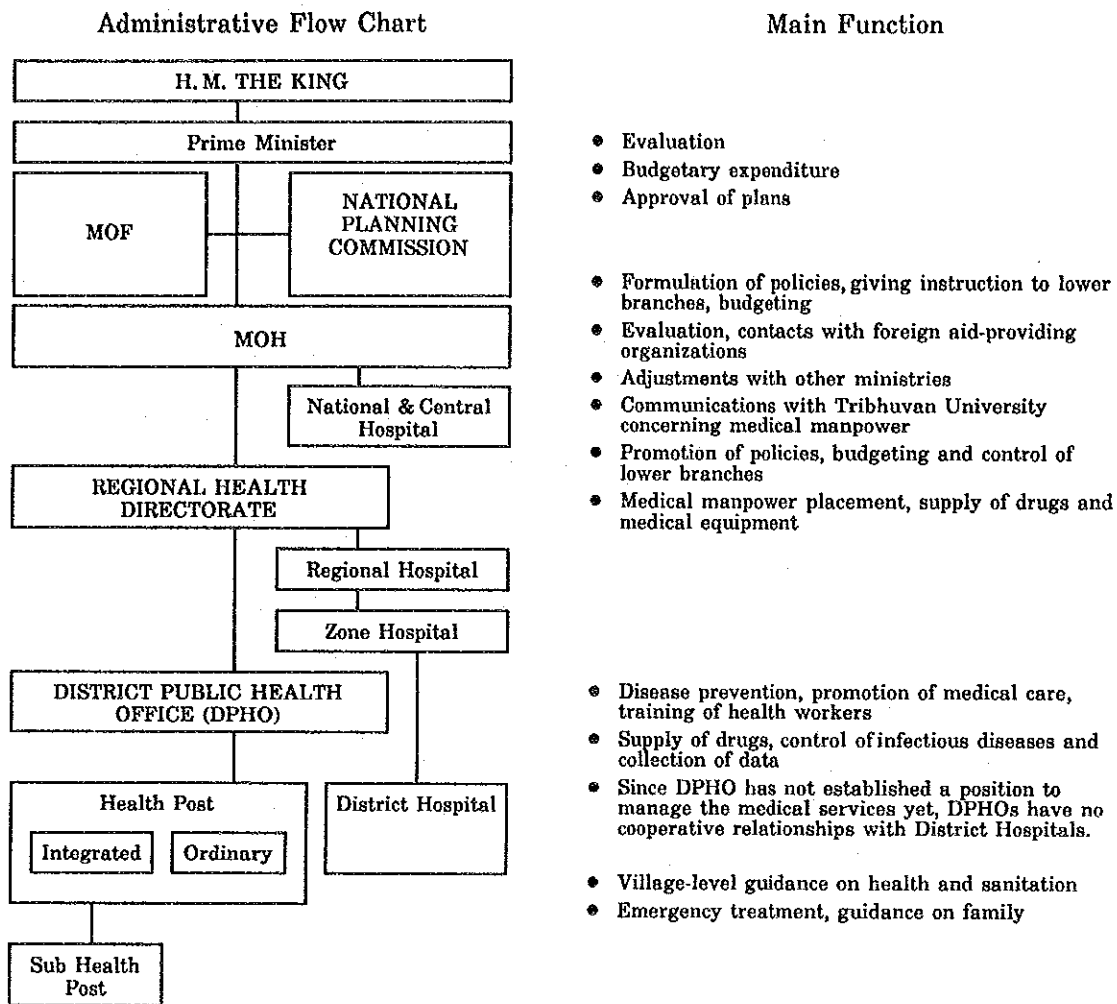 Administrative Flow Chart
H. M. THE KING
Prime Minister
MOF
NATIONAL
PLANNING
COMMISSION
MOH
National & Central
Hospital
REGIONAL HEALTH
DIRECTORATE
Regional Hospital
Zone Hospital
DISTRICT PUBLIC HEALTH
OFFICE (DPHO)
Health Post
Integrated
Ordinary
District Hospital
Sub Health
Post
Main Function
● Evaluation
● Budgetary expenditure
● Approval of plans
● Formulation of policies, giving instruction to lower
branches, budgeting
● Evaluation, contacts with foreign aid-providing
organizations
● Adjustments with other ministries
● Communications with Tribhuvan University
concerning medical manpower
● Promotion of policies, budgeting and control of
lower branches
● Medical manpower placement, supply of drugs and
medical equipment
● Disease prevention, promotion of medical care,
training of health workers
● Supply of drugs, control of infectious diseases and
collection of data
● Since DPHO has not established a position to
manage the medical services yet, DPHOs have no
cooperative relationships with District Hospitals.
● Village-level guidance on health and sanitation
● Emergency treatment, guidance on family